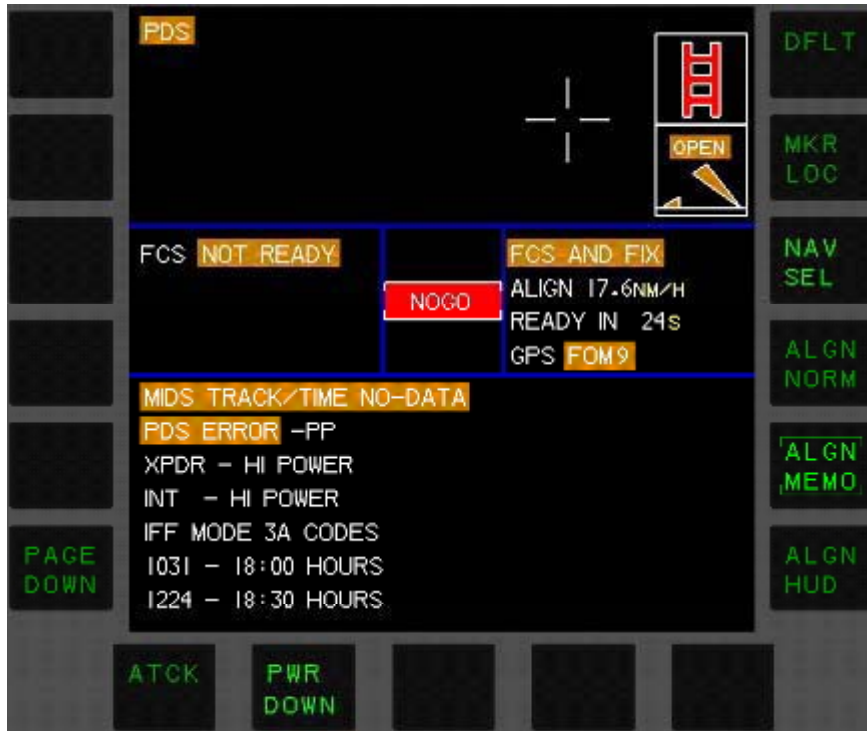 PDS
DFLT
OPEN
MKR
LOC
FCS NOT READY
NOGO
FCS AND FIX
ALIGN 17.6NM/H
READY IN 24S
GPS FOM9
NAV
SEL
ALGN
NORM
MIDS TRACK/TIME NO-DATA
PDS ERROR -PP
XPDR - HI POWER
INT - HI POWER
IFF MODE 3A CODES
1031 - 18:00 HOURS
1224 - 18:30 HOURS
ALGN
MEMO
PAGE
DOWN
ALGN
HUD
ATCK
PWR
DOWN